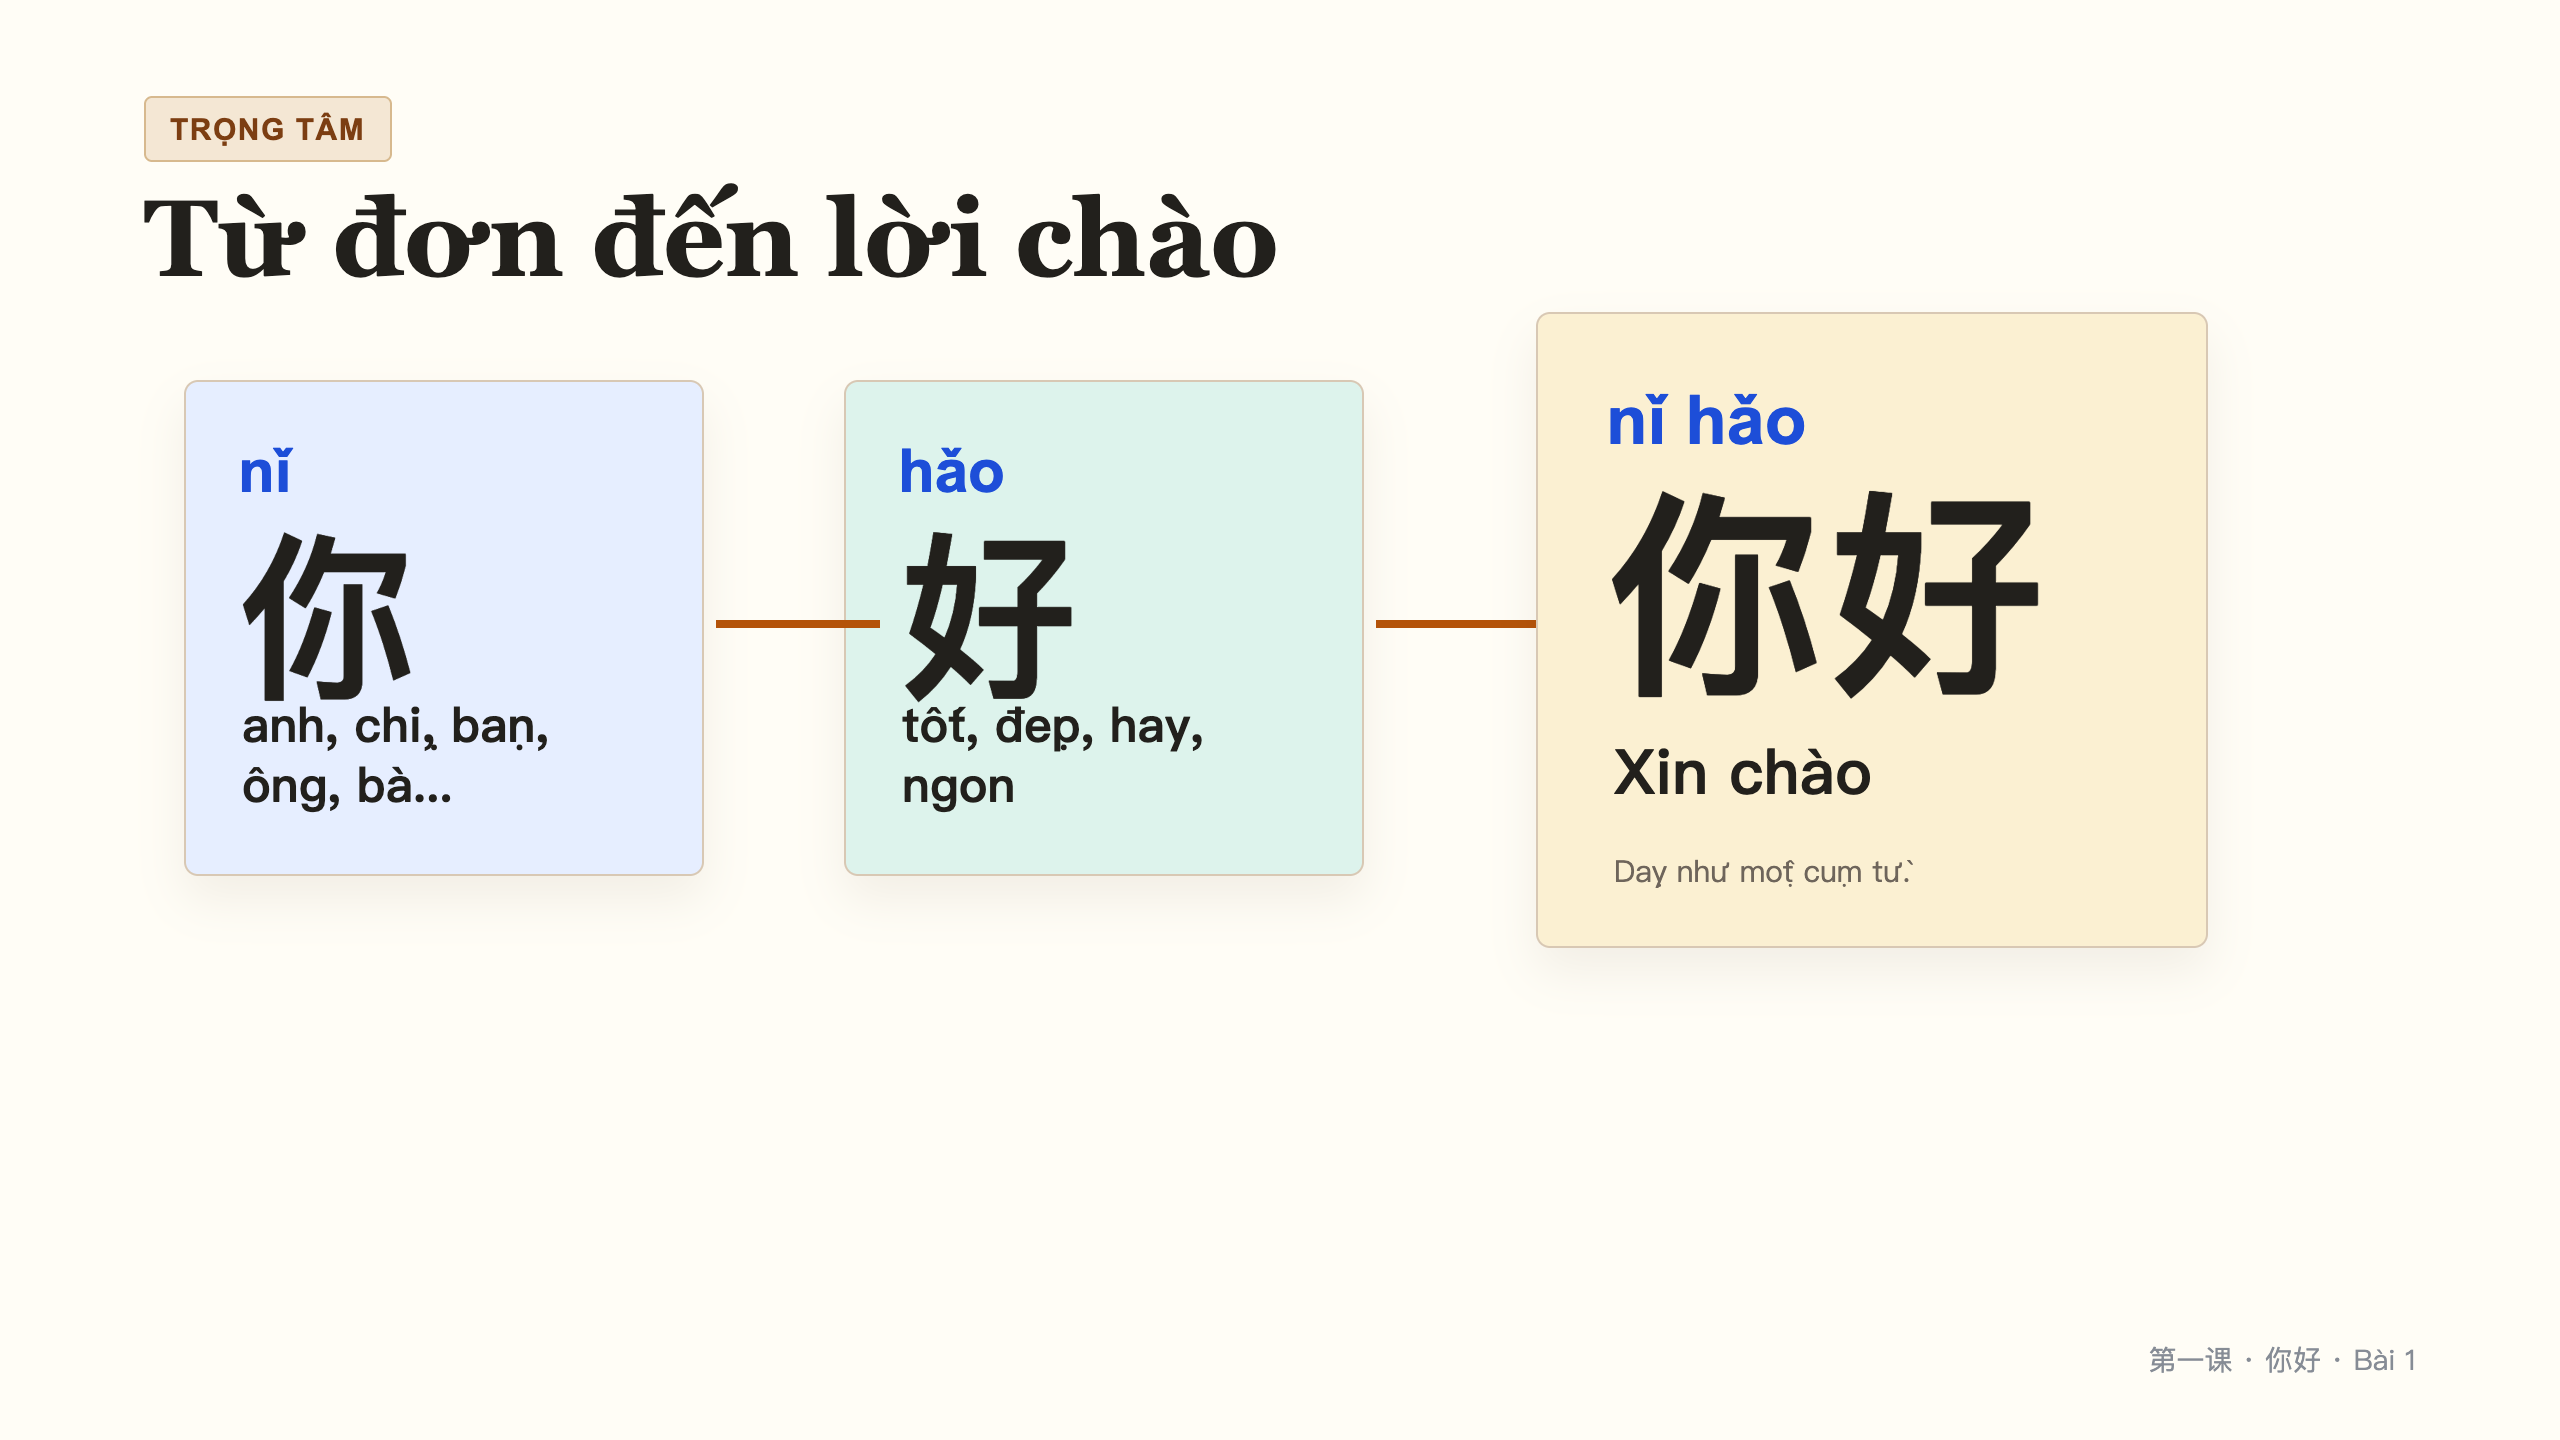 TRỌNG TÂM
Từ đơn đến lời chào
nǐ
你
anh, chị, bạn,
ông, bà...
hǎo
好
tốt, đẹp, hay,
ngon
nǐ hǎo
你好
Xin chào
Dạy như một cụm từ.
第一课 · 你好 · Bài 1